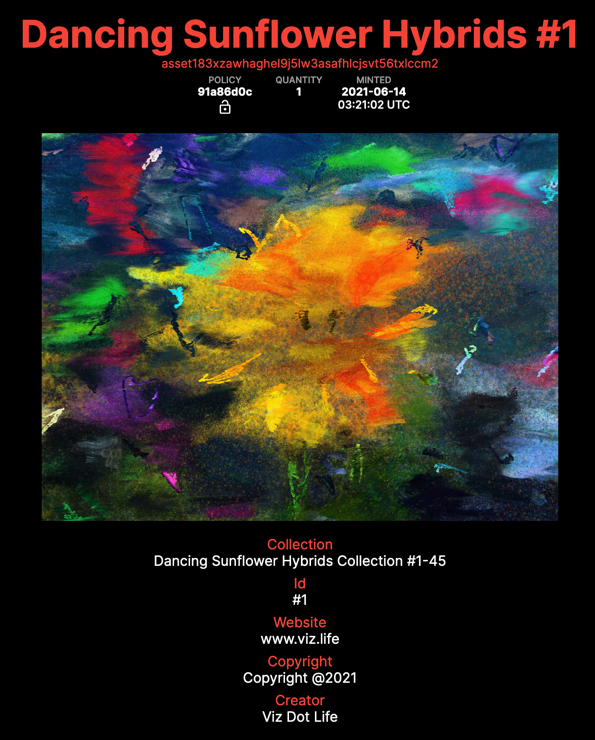 Dancing Sunflower Hybrids #1
asset183xzawhaghel9j5lw3asafhlcjsvt56txlccm2
POLICY QUANTITY MINTED
91a86d0c 1 2021-06-14
03:21:02 UTC
Collection
Dancing Sunflower Hybrids Collection #1-45
Id
#1
Website
www.viz.life
Copyright
Copyright @2021
Creator
Viz Dot Life